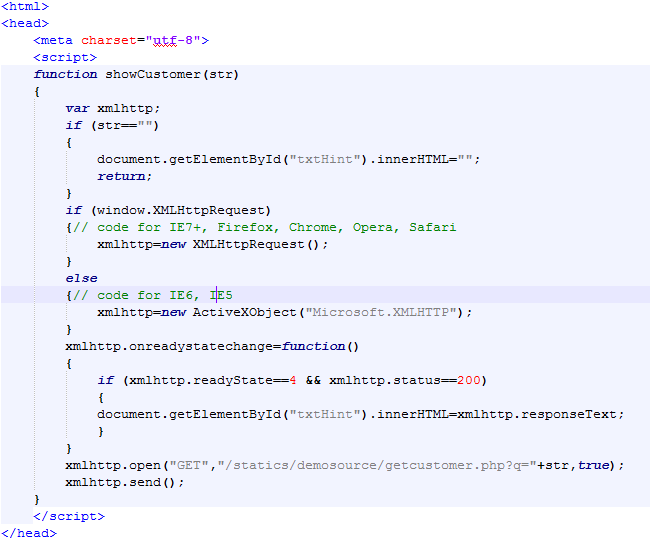 <html>
<head>
    <meta charset="utf-8">
    <script>
    function showCustomer(str)
    {
        var xmlhttp;
        if (str=="")
        {
            document.getElementById("txtHint").innerHTML="";
            return;
        }
        if (window.XMLHttpRequest)
        {// code for IE7+, Firefox, Chrome, Opera, Safari
            xmlhttp=new XMLHttpRequest();
        }
        else
        {// code for IE6, IE5
            xmlhttp=new ActiveXObject("Microsoft.XMLHTTP");
        }
        xmlhttp.onreadystatechange=function()
        {
            if (xmlhttp.readyState==4 && xmlhttp.status==200)
            {
            document.getElementById("txtHint").innerHTML=xmlhttp.responseText;
            }
        }
        xmlhttp.open("GET","/statics/demosource/getcustomer.php?q="+str,true);
        xmlhttp.send();
    }
    </script>
</head>